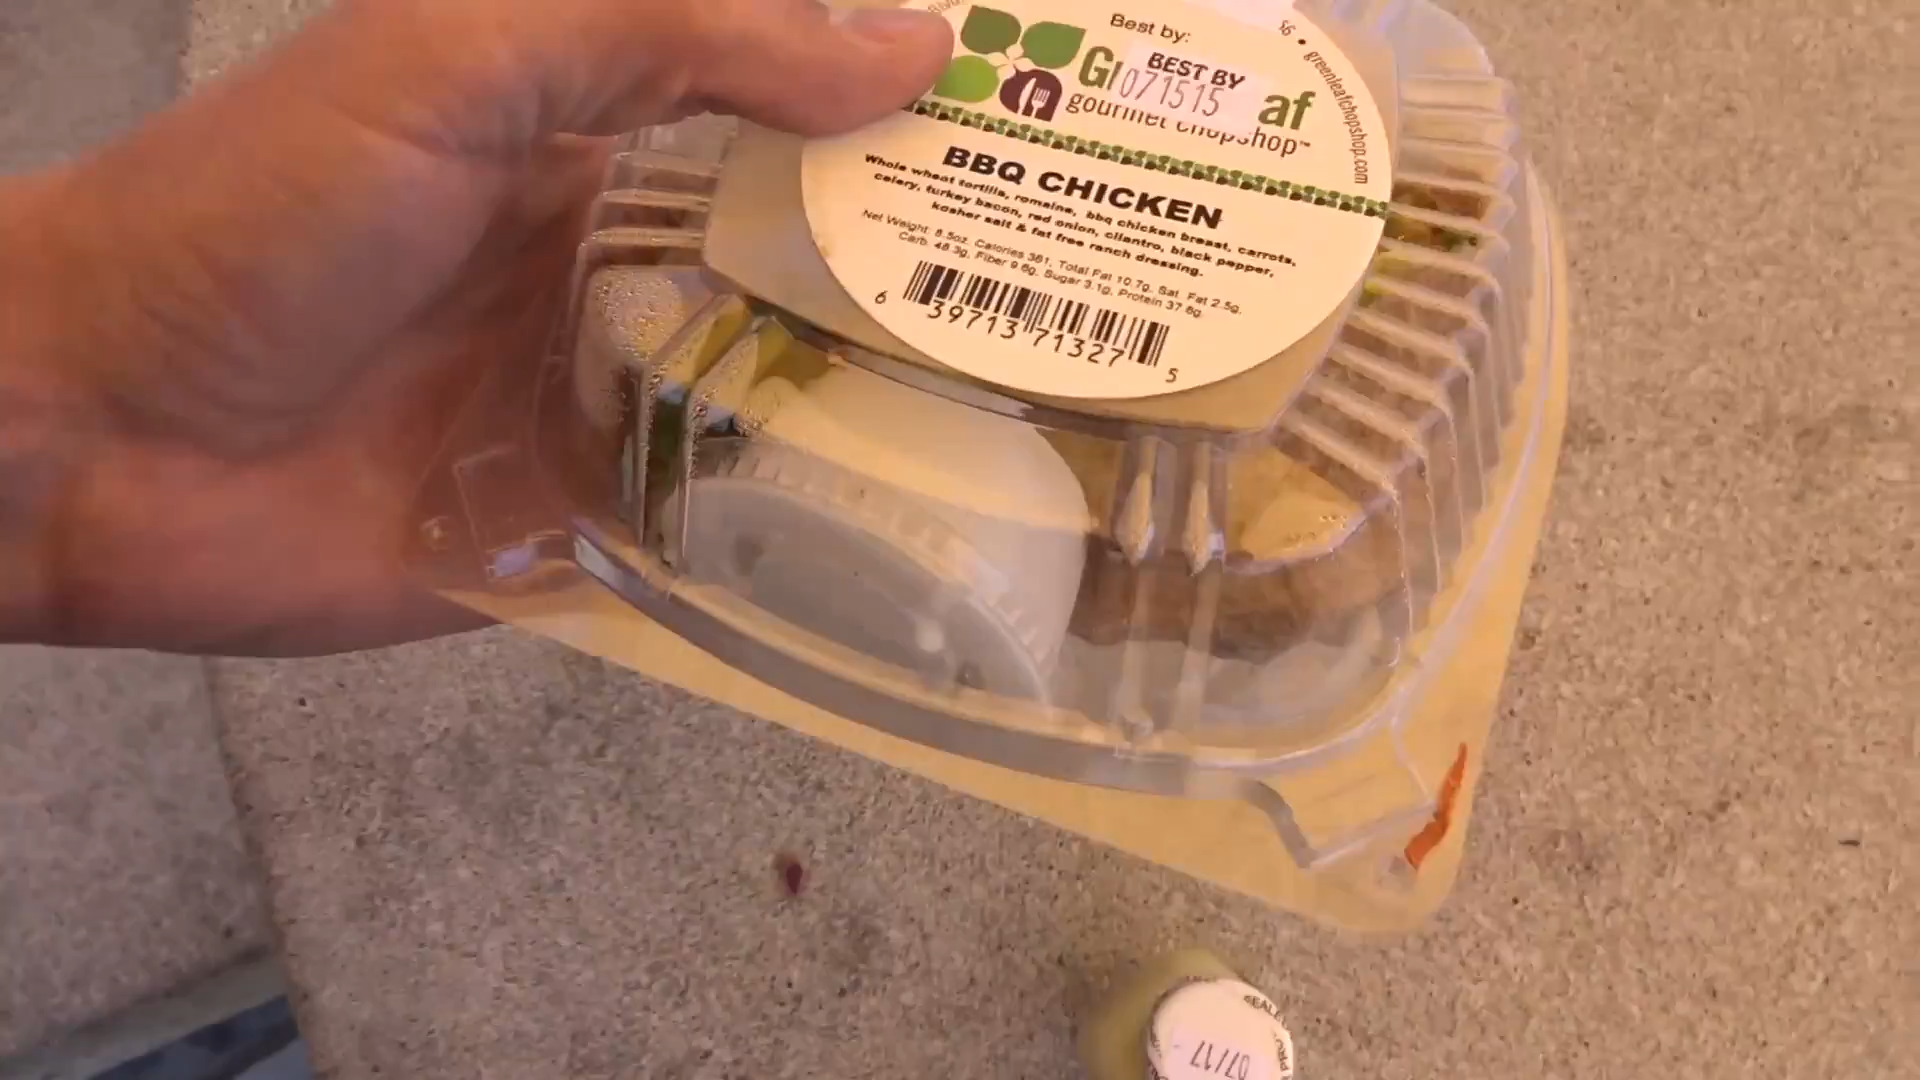 Best by:
BEST BY
071515
af
gourmet chopshop™
greenleafchopshop.com
BBQ CHICKEN
Whole wheat tortilla, romaine, bbq chicken breast, carrots,
celery, turkey bacon, red onion, cilantro, black pepper,
kosher salt & fat free ranch dressing.
Net Weight: 8.5oz. Calories 361, Total Fat 10.7g, Sat. Fat 2.5g,
Carb. 48.3g, Fiber 9.6g, Sugar 3.1g, Protein 37.6g
6 39713 71327 5
07/17